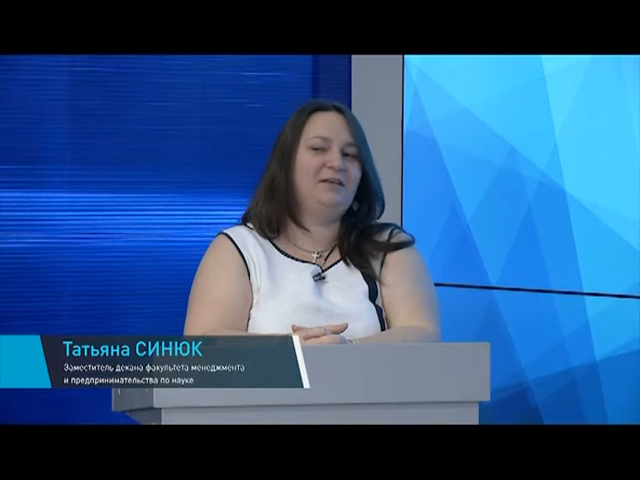 Татьяна СИНЮК
Заместитель декана факультета менеджмента
и предпринимательства по науке